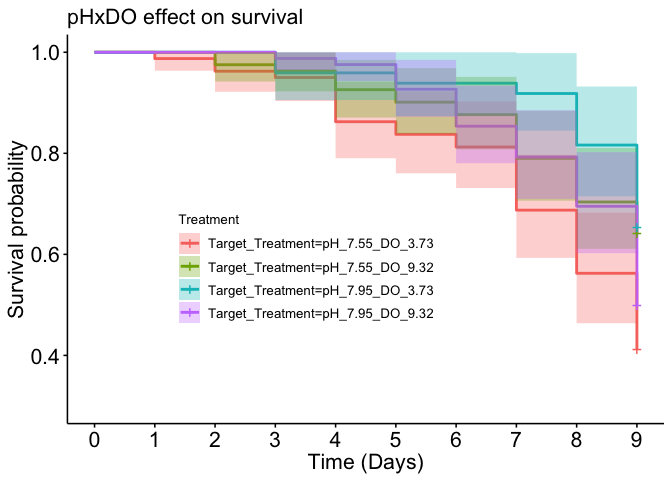 pHxDO effect on survival
Survival probability
1.0
0.8
0.6
0.4
Treatment
Target_Treatment=pH_7.55_DO_3.73
Target_Treatment=pH_7.55_DO_9.32
Target_Treatment=pH_7.95_DO_3.73
Target_Treatment=pH_7.95_DO_9.32
0 1 2 3 4 5 6 7 8 9
Time (Days)